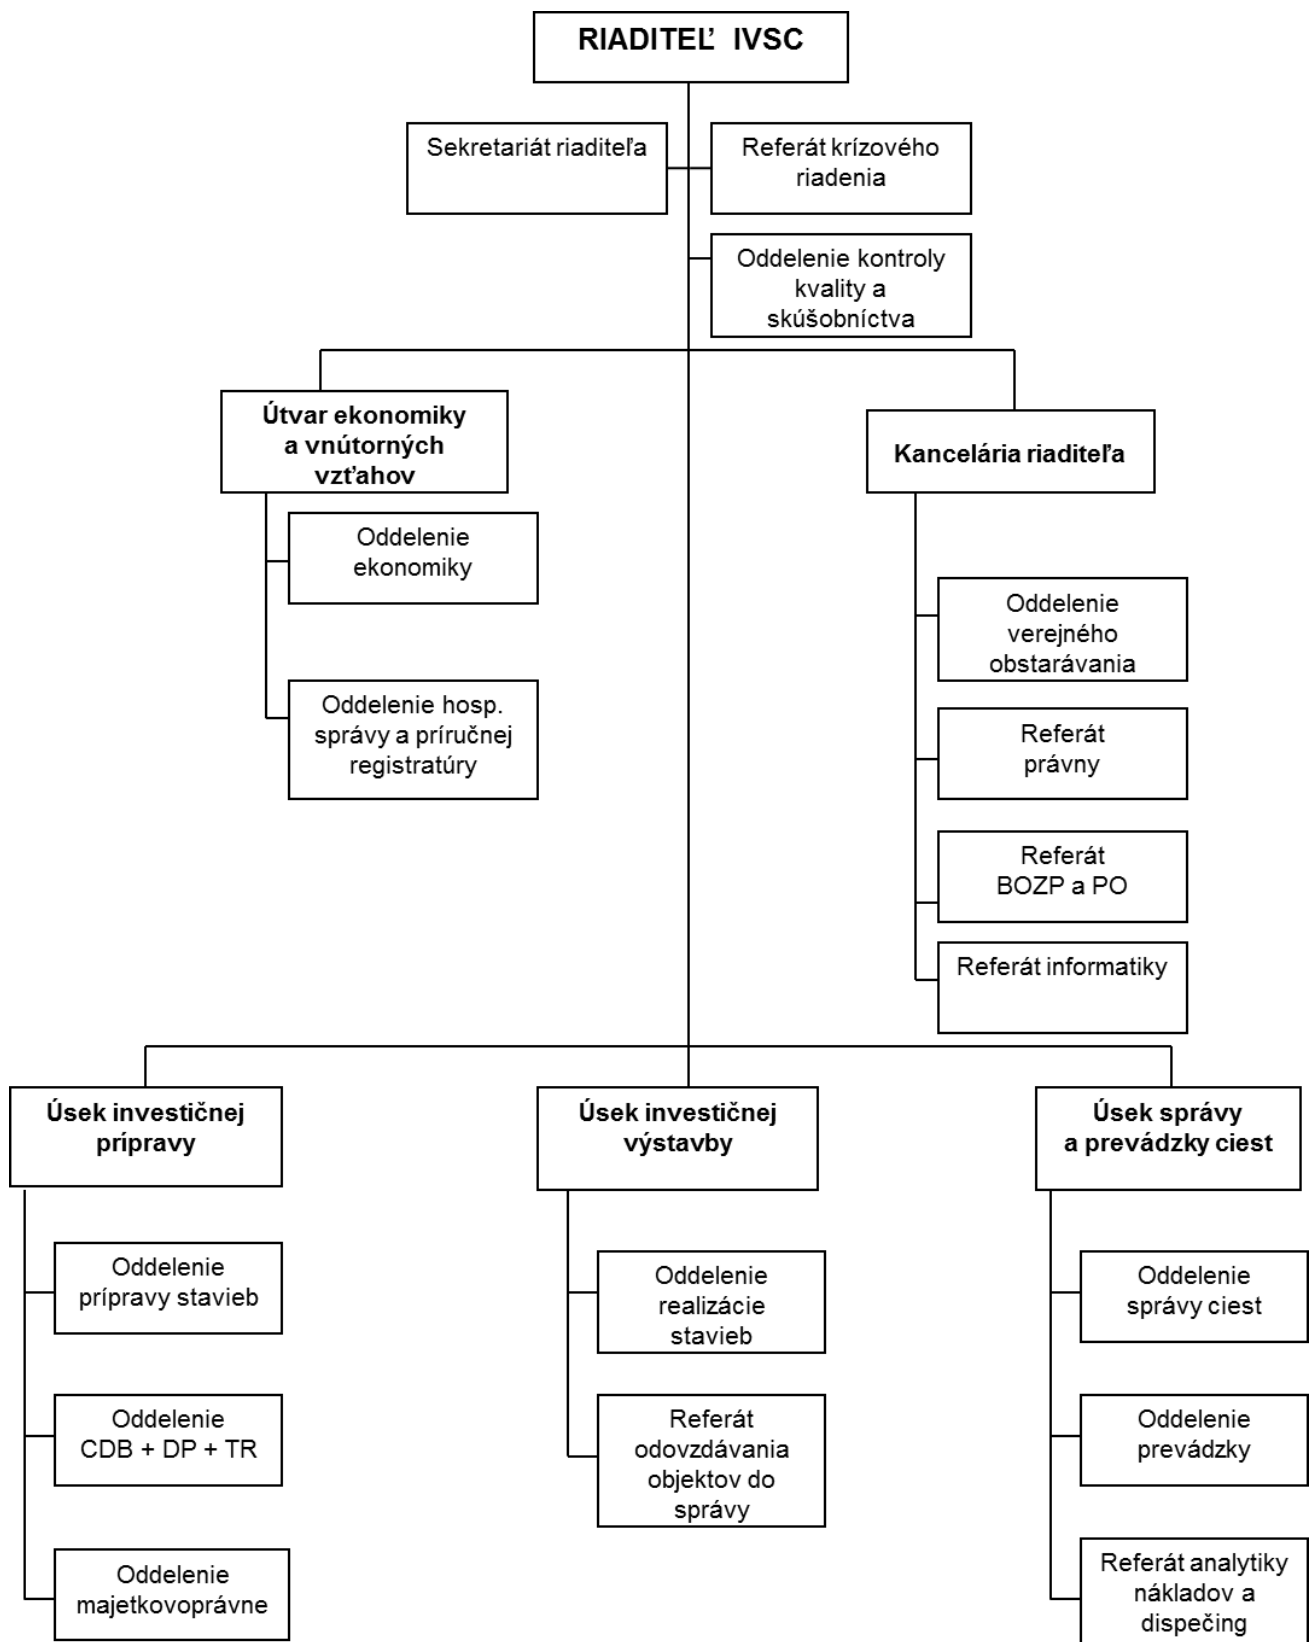 RIADITEĽ IVSC
Sekretariát riaditeľa
Referát krízového
riadenia
Oddelenie kontroly
kvality a
skúšobníctva
Útvar ekonomiky
a vnútorných
vzťahov
Kancelária riaditeľa
Oddelenie
ekonomiky
Oddelenie hosp.
správy a príručnej
registratúry
Oddelenie
verejného
obstarávania
Referát
právny
Referát
BOZP a PO
Referát informatiky
Úsek investičnej
prípravy
Úsek investičnej
výstavby
Úsek správy
a prevádzky ciest
Oddelenie
prípravy stavieb
Oddelenie
CDB + DP + TR
Oddelenie
majetkovoprávne
Oddelenie
realizácie
stavieb
Referát
odovzdávania
objektov do
správy
Oddelenie
správy ciest
Oddelenie
prevádzky
Referát analytiky
nákladov a
dispečing